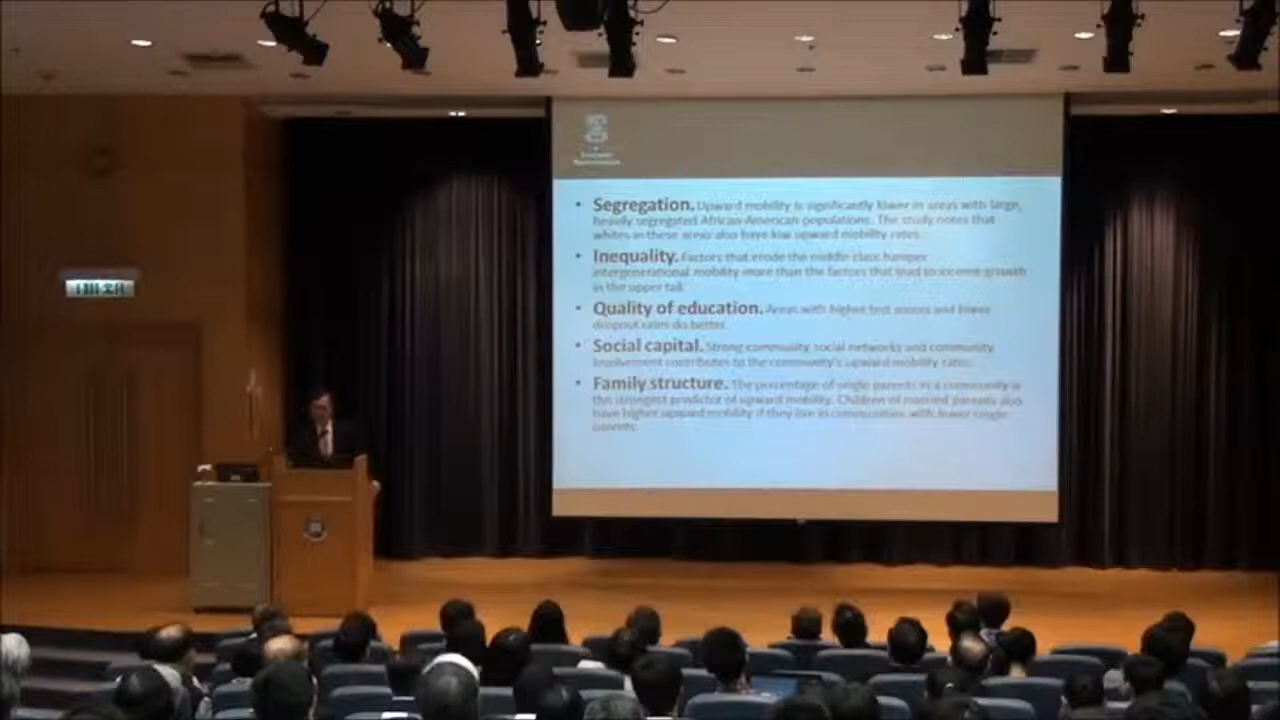 • Segregation. Upward mobility is significantly lower in areas with large,
heavily segregated African-American populations. The study notes that
whites in these areas also have low upward mobility rates.
• Inequality. Factors that erode the middle class hamper
intergenerational mobility more than the factors that lead to income growth
in the upper tail.
• Quality of education. Areas with higher test scores and lower
dropout rates do better.
• Social capital. Strong community social networks and community
involvement contributes to the community's upward mobility rates.
• Family structure. The percentage of single parents in a community is
the strongest predictor of upward mobility. Children of married parents also
have higher upward mobility if they live in communities with fewer single
parents.